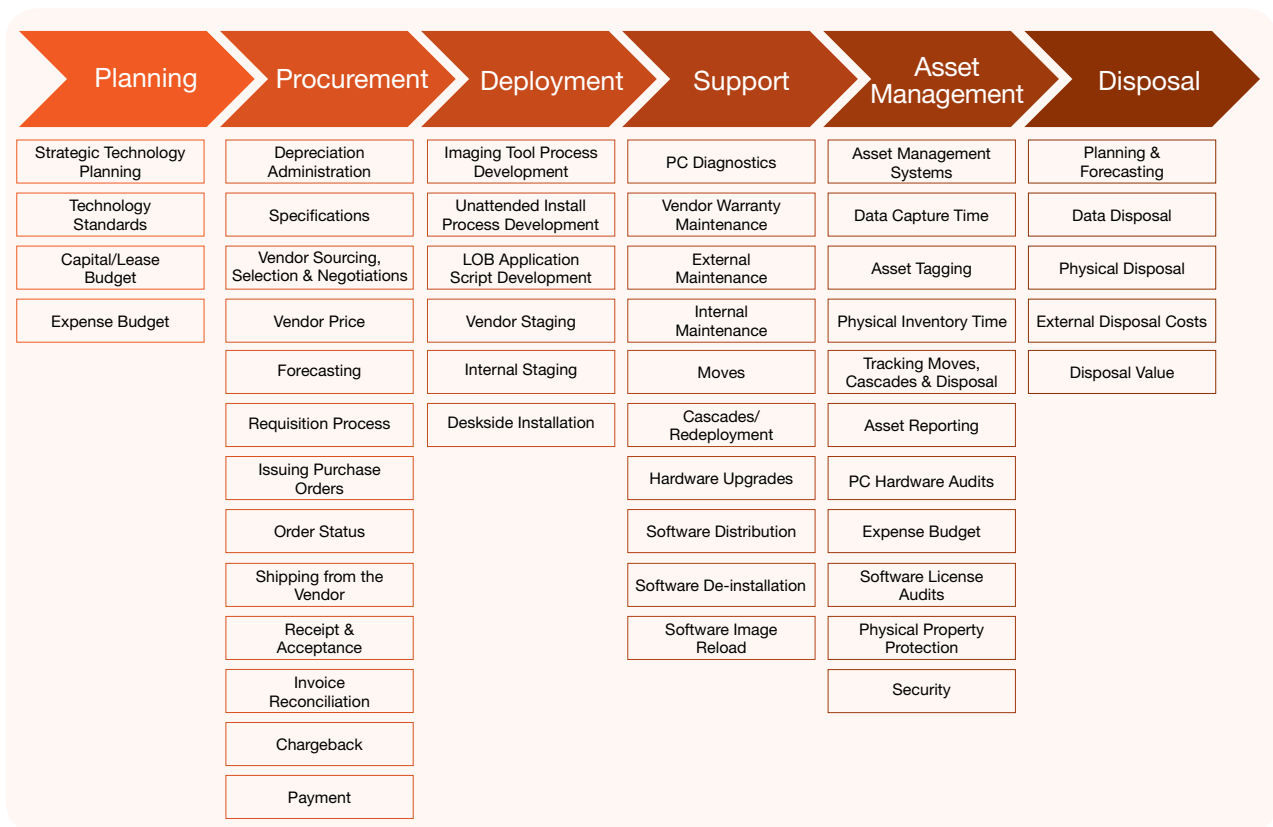 Planning
Procurement
Deployment
Support
Asset
Management
Disposal
Strategic Technology
Planning
Technology
Standards
Capital/Lease
Budget
Expense Budget
Depreciation
Administration
Specifications
Vendor Sourcing,
Selection & Negotiations
Vendor Price
Forecasting
Requisition Process
Issuing Purchase
Orders
Order Status
Shipping from the
Vendor
Receipt &
Acceptance
Invoice
Reconciliation
Chargeback
Payment
Imaging Tool Process
Development
Unattended Install
Process Development
LOB Application
Script Development
Vendor Staging
Internal Staging
Deskside Installation
PC Diagnostics
Vendor Warranty
Maintenance
External
Maintenance
Internal
Maintenance
Moves
Cascades/
Redeployment
Hardware Upgrades
Software Distribution
Software De-installation
Software Image
Reload
Asset Management
Systems
Data Capture Time
Asset Tagging
Physical Inventory Time
Tracking Moves,
Cascades & Disposal
Asset Reporting
PC Hardware Audits
Expense Budget
Software License
Audits
Physical Property
Protection
Security
Planning &
Forecasting
Data Disposal
Physical Disposal
External Disposal Costs
Disposal Value